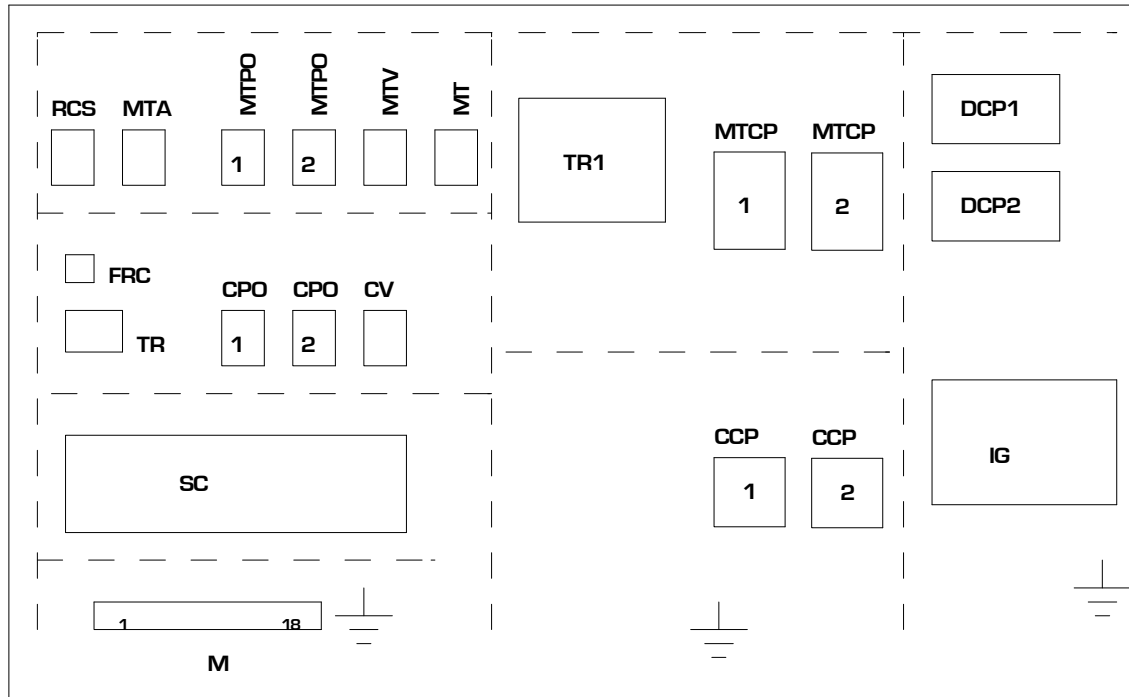 RCS MTA MTPO MTPO MTV MT
1 2
TR1
MTCP MTCP
1 2
DCP1
DCP2
FRC
TR
CPO CPO CV
1 2
SC
CCP CCP
1 2
IG
1 18
M